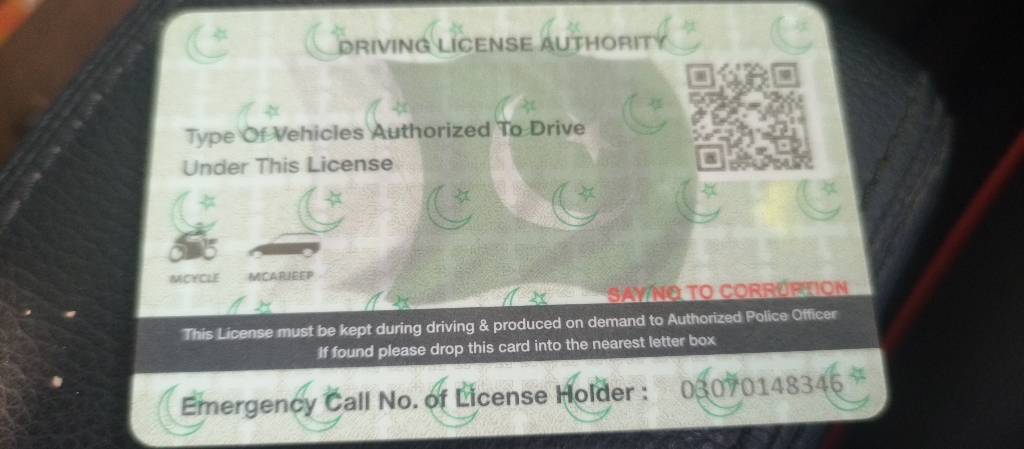 DRIVING LICENSE AUTHORITY
Type Of Vehicles Authorized To Drive
Under This License
MCYCLE MCARJEEP
SAY NO TO CORRUPTION
This License must be kept during driving & produced on demand to Authorized Police Officer
If found please drop this card into the nearest letter box
Emergency Call No. of License Holder : 03070148346